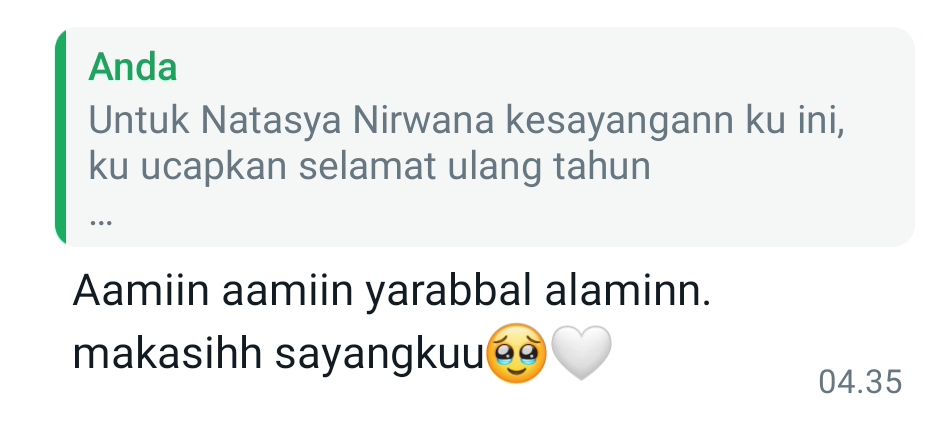 Anda
Untuk Natasya Nirwana kesayangann ku ini,
ku ucapkan selamat ulang tahun
...
Aamiin aamiin yarabbal alaminn.
makasihh sayangkuu🥹🤍
04.35